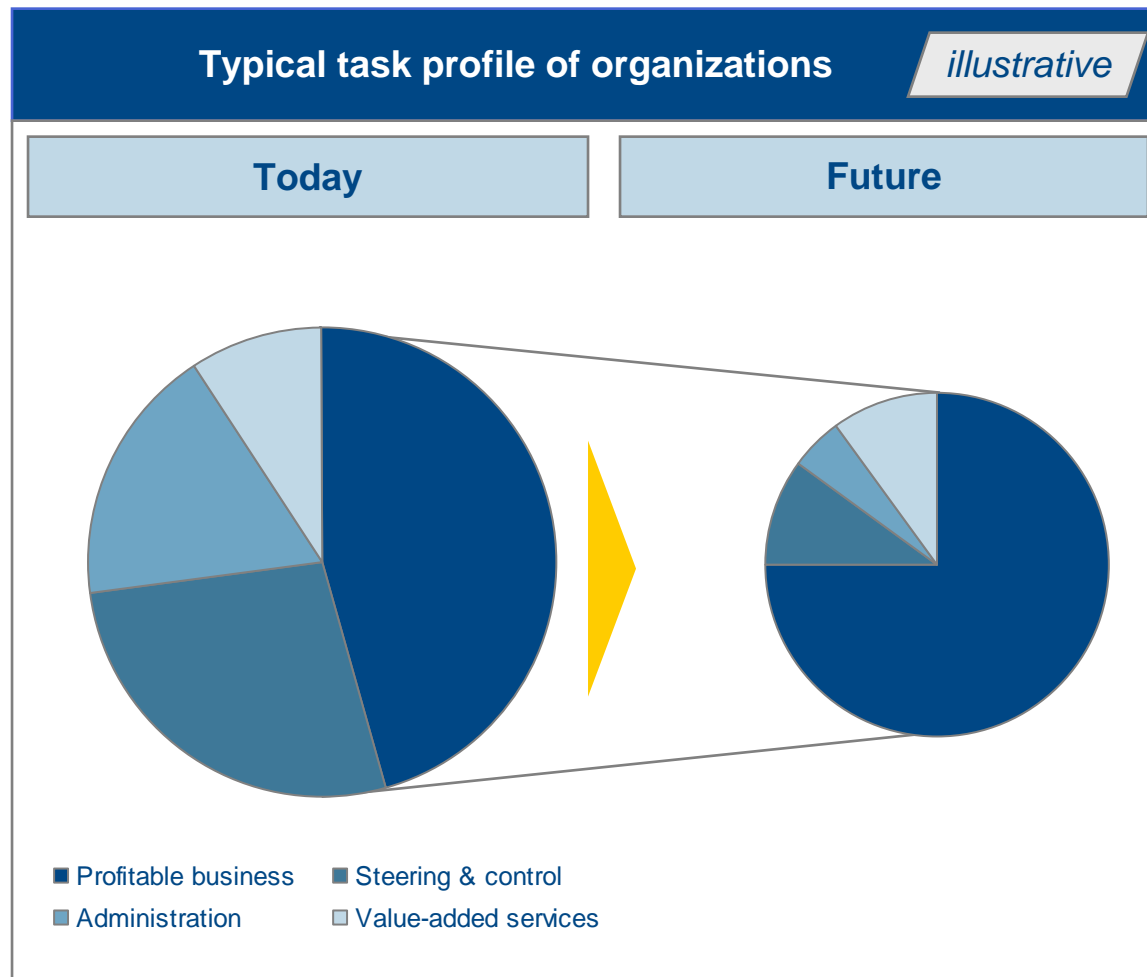 Typical task profile of organizations
illustrative
Today
Future
Profitable business
Steering & control
Administration
Value-added services